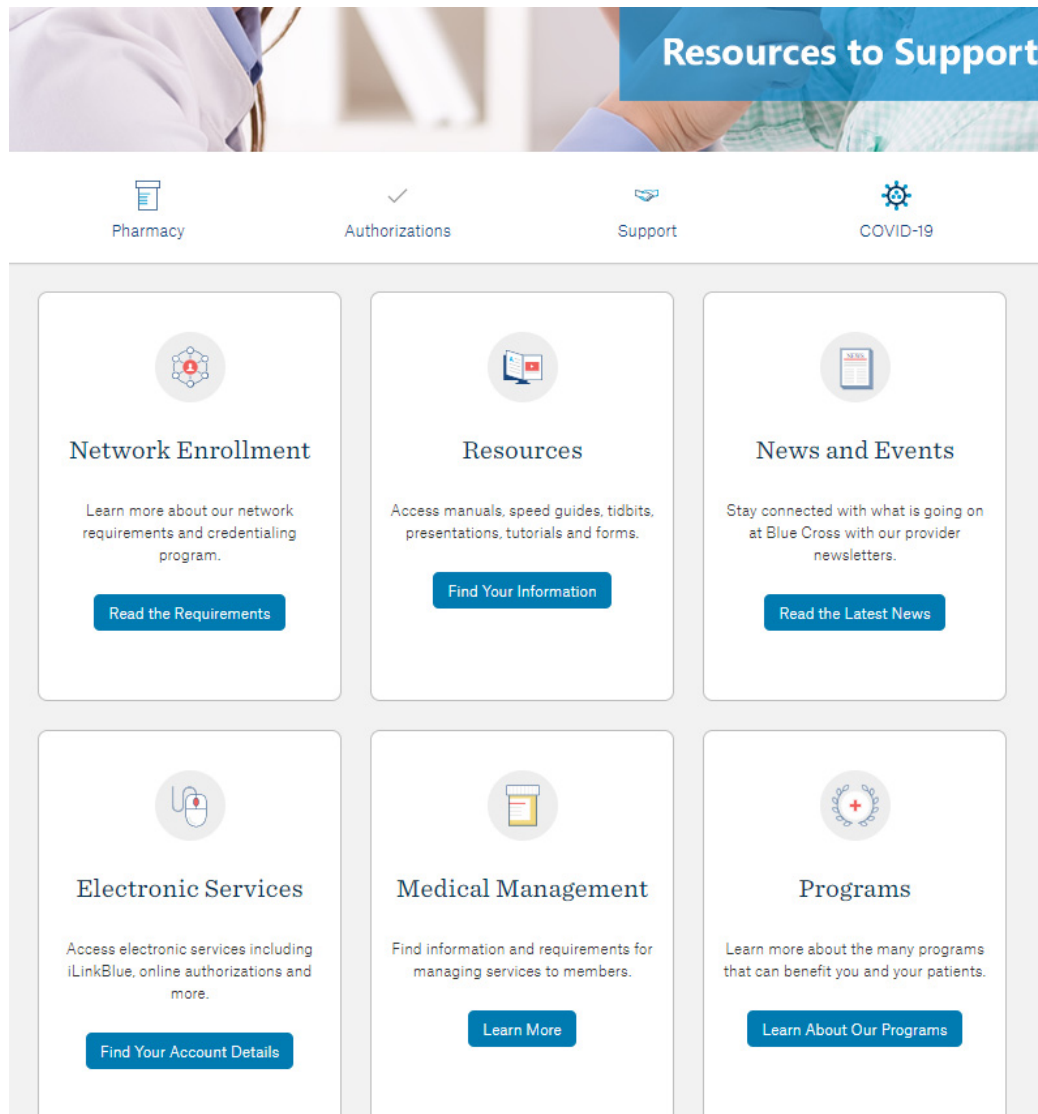 Resources to Support
Pharmacy
Authorizations
Support
COVID-19
Network Enrollment
Learn more about our network
requirements and credentialing
program.
Read the Requirements
Resources
Access manuals, speed guides, tidbits,
presentations, tutorials and forms.
Find Your Information
NEWS
News and Events
Stay connected with what is going on
at Blue Cross with our provider
newsletters.
Read the Latest News
Electronic Services
Access electronic services including
iLinkBlue, online authorizations and
more.
Find Your Account Details
Medical Management
Find information and requirements for
managing services to members.
Learn More
Programs
Learn more about the many programs
that can benefit you and your patients.
Learn About Our Programs